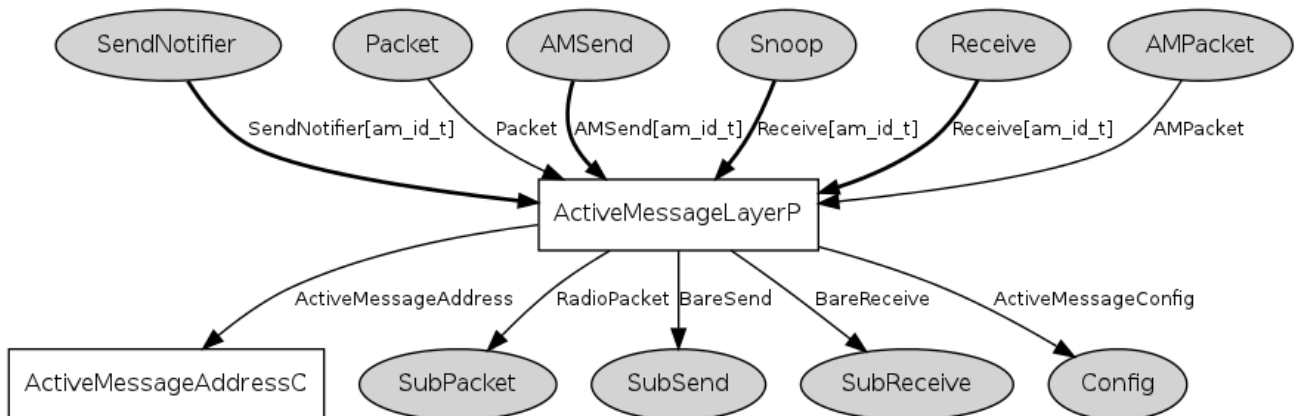 SendNotifier
Packet
AMSend
Snoop
Receive
AMPacket
SendNotifier[am_id_t]
Packet
AMSend[am_id_t]
Receive[am_id_t]
Receive[am_id_t]
AMPacket
ActiveMessageLayerP
ActiveMessageAddress
RadioPacket
BareSend
BareReceive
ActiveMessageConfig
ActiveMessageAddressC
SubPacket
SubSend
SubReceive
Config